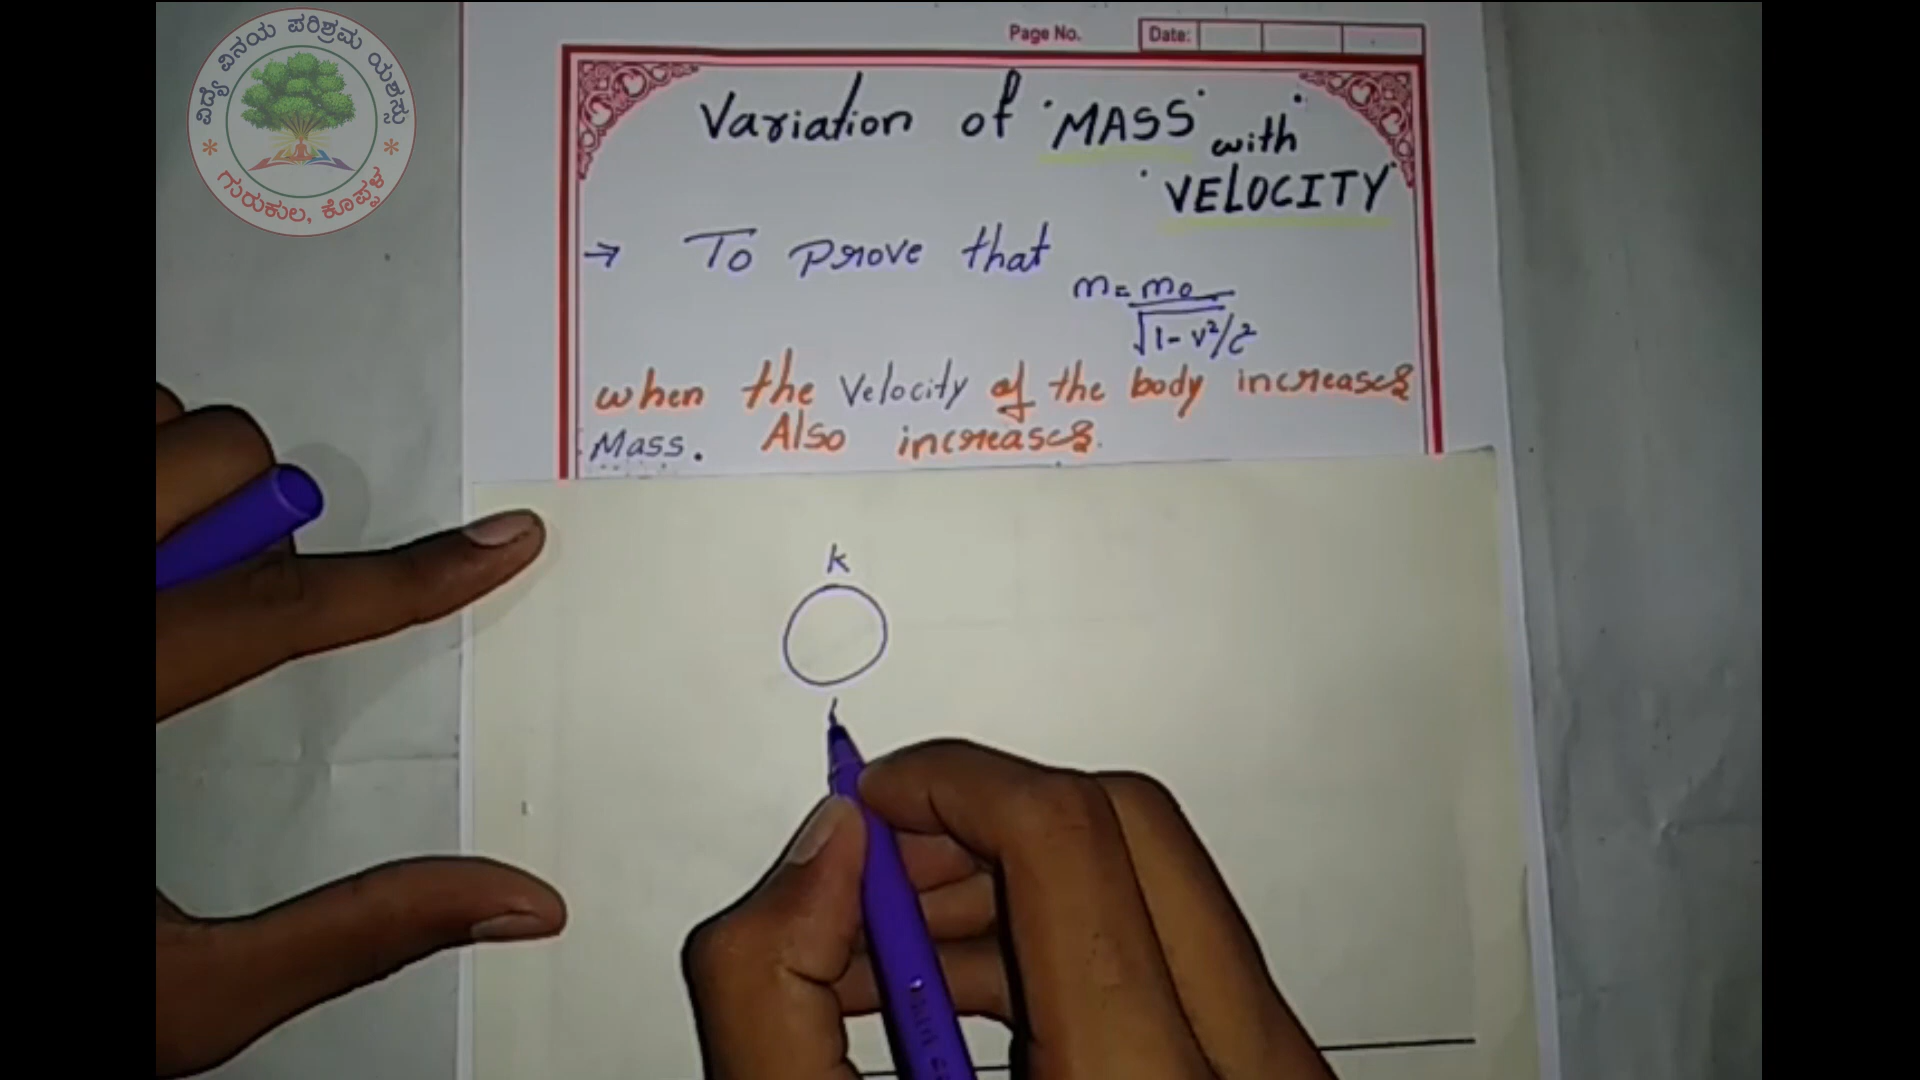 ವಿದ್ಯೆ ವಿನಯ ಪರಿಶ್ರಮ ಯಶಸ್ಸು
ಗುರುಕುಲ, ಕೊಪ್ಪಳ
Page No. Date:
Variation of 'MASS' with
'VELOCITY'
→ To prove that
m = m₀
√1 - v²/c²
when the Velocity of the body increases
Mass. Also increases.
k